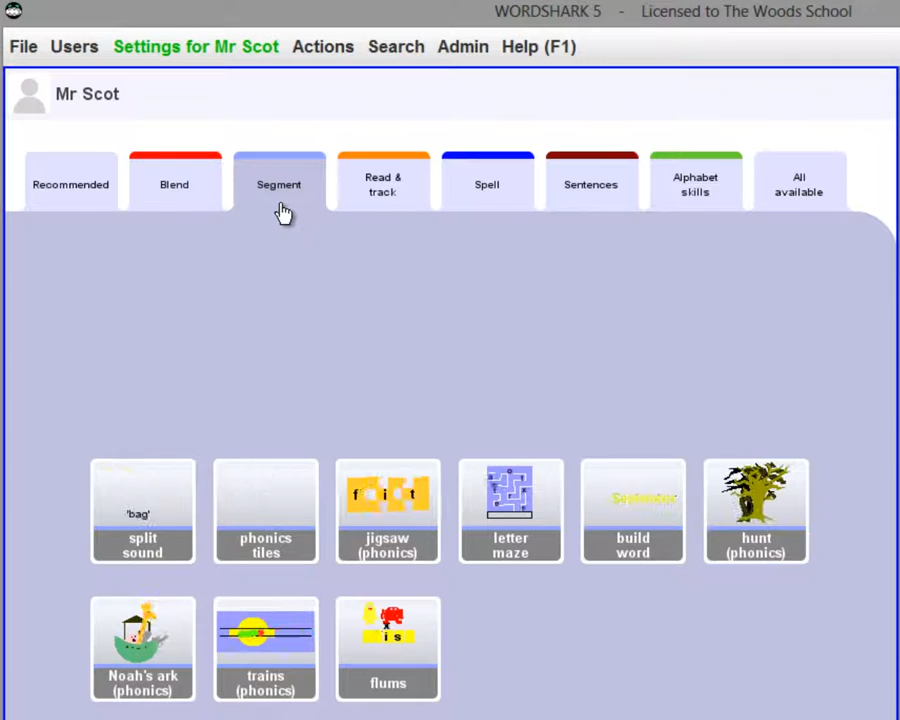 WORDSHARK 5 - Licensed to The Woods School
File Users Settings for Mr Scot Actions Search Admin Help (F1)
Mr Scot
Recommended
Blend
Segment
Read &
track
Spell
Sentences
Alphabet
skills
All
available
'bag'
split
sound
phonics
tiles
f i t
jigsaw
(phonics)
letter
maze
September
build
word
hunt
(phonics)
Noah's ark
(phonics)
trains
(phonics)
x
i s
flums